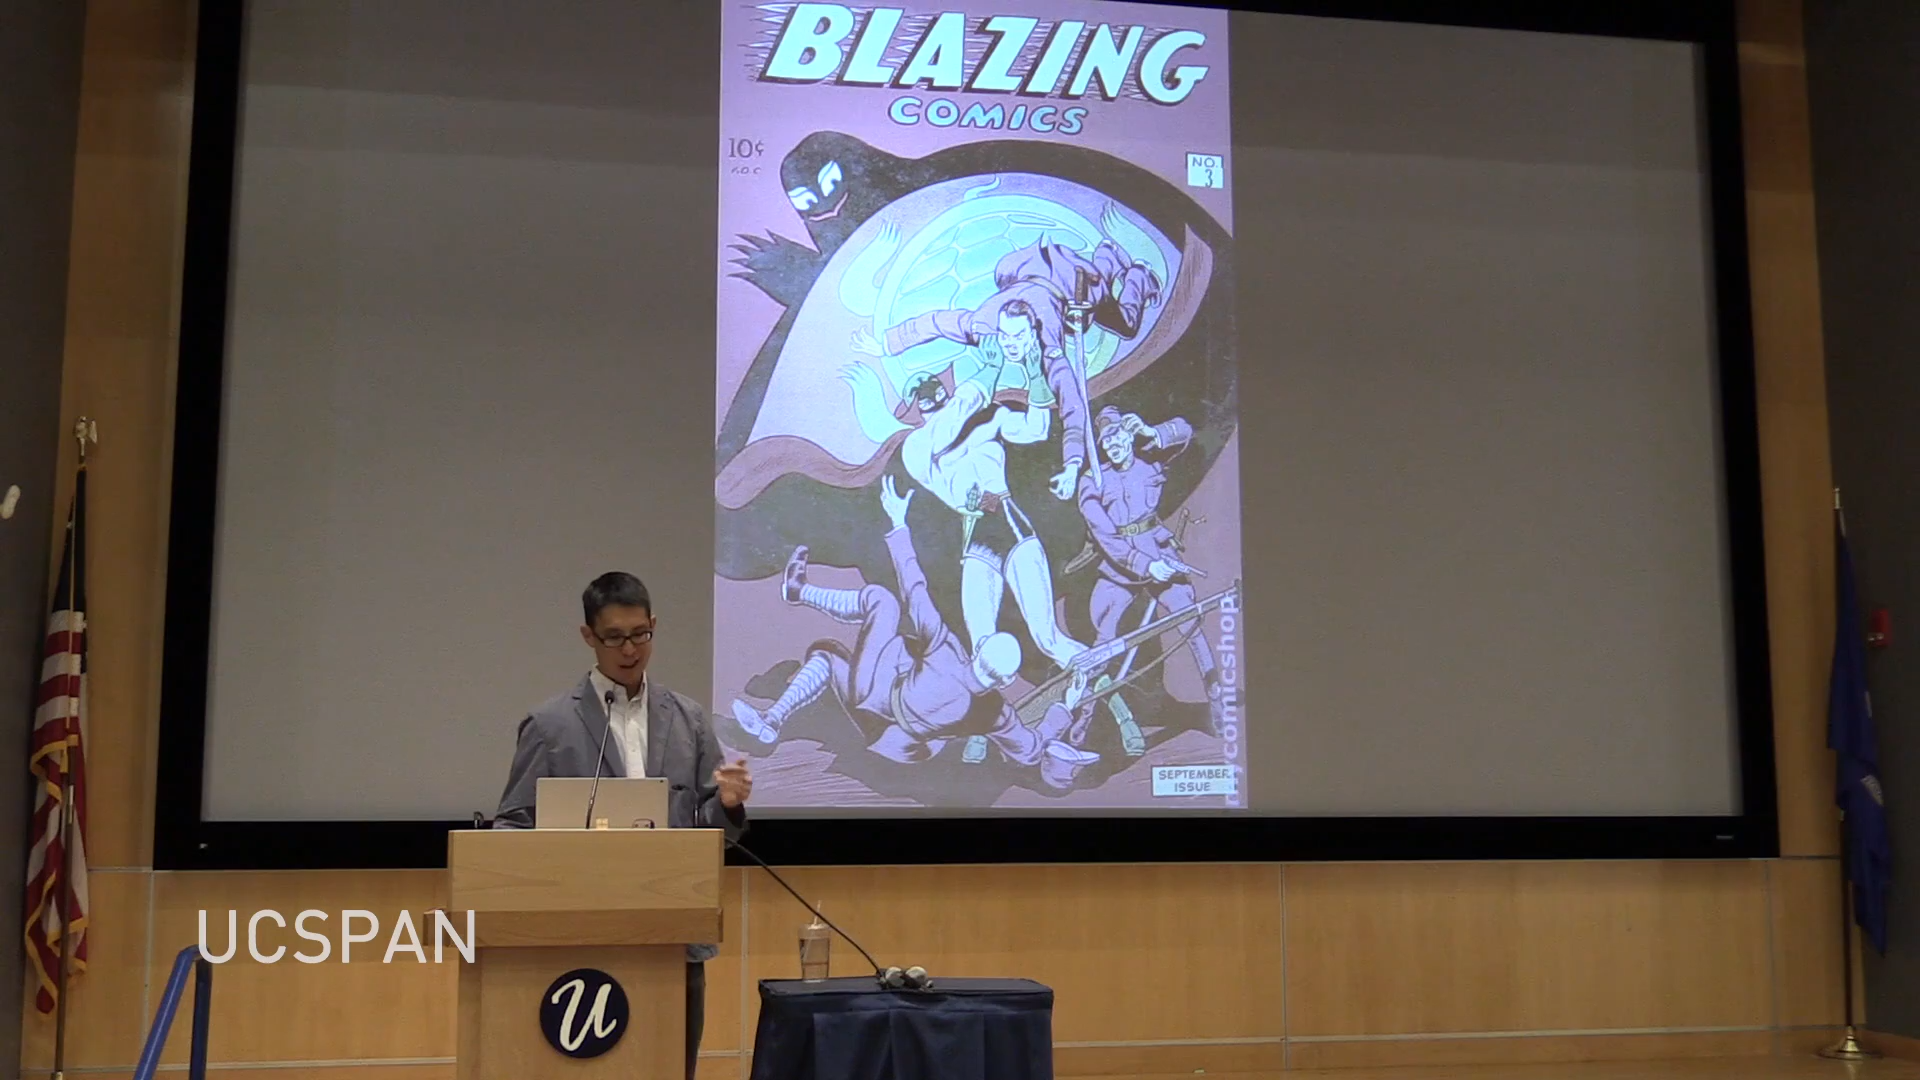 BLAZING
COMICS
10¢
NO.
3
mycomicshop
SEPTEMBER
ISSUE
UCSPAN
U